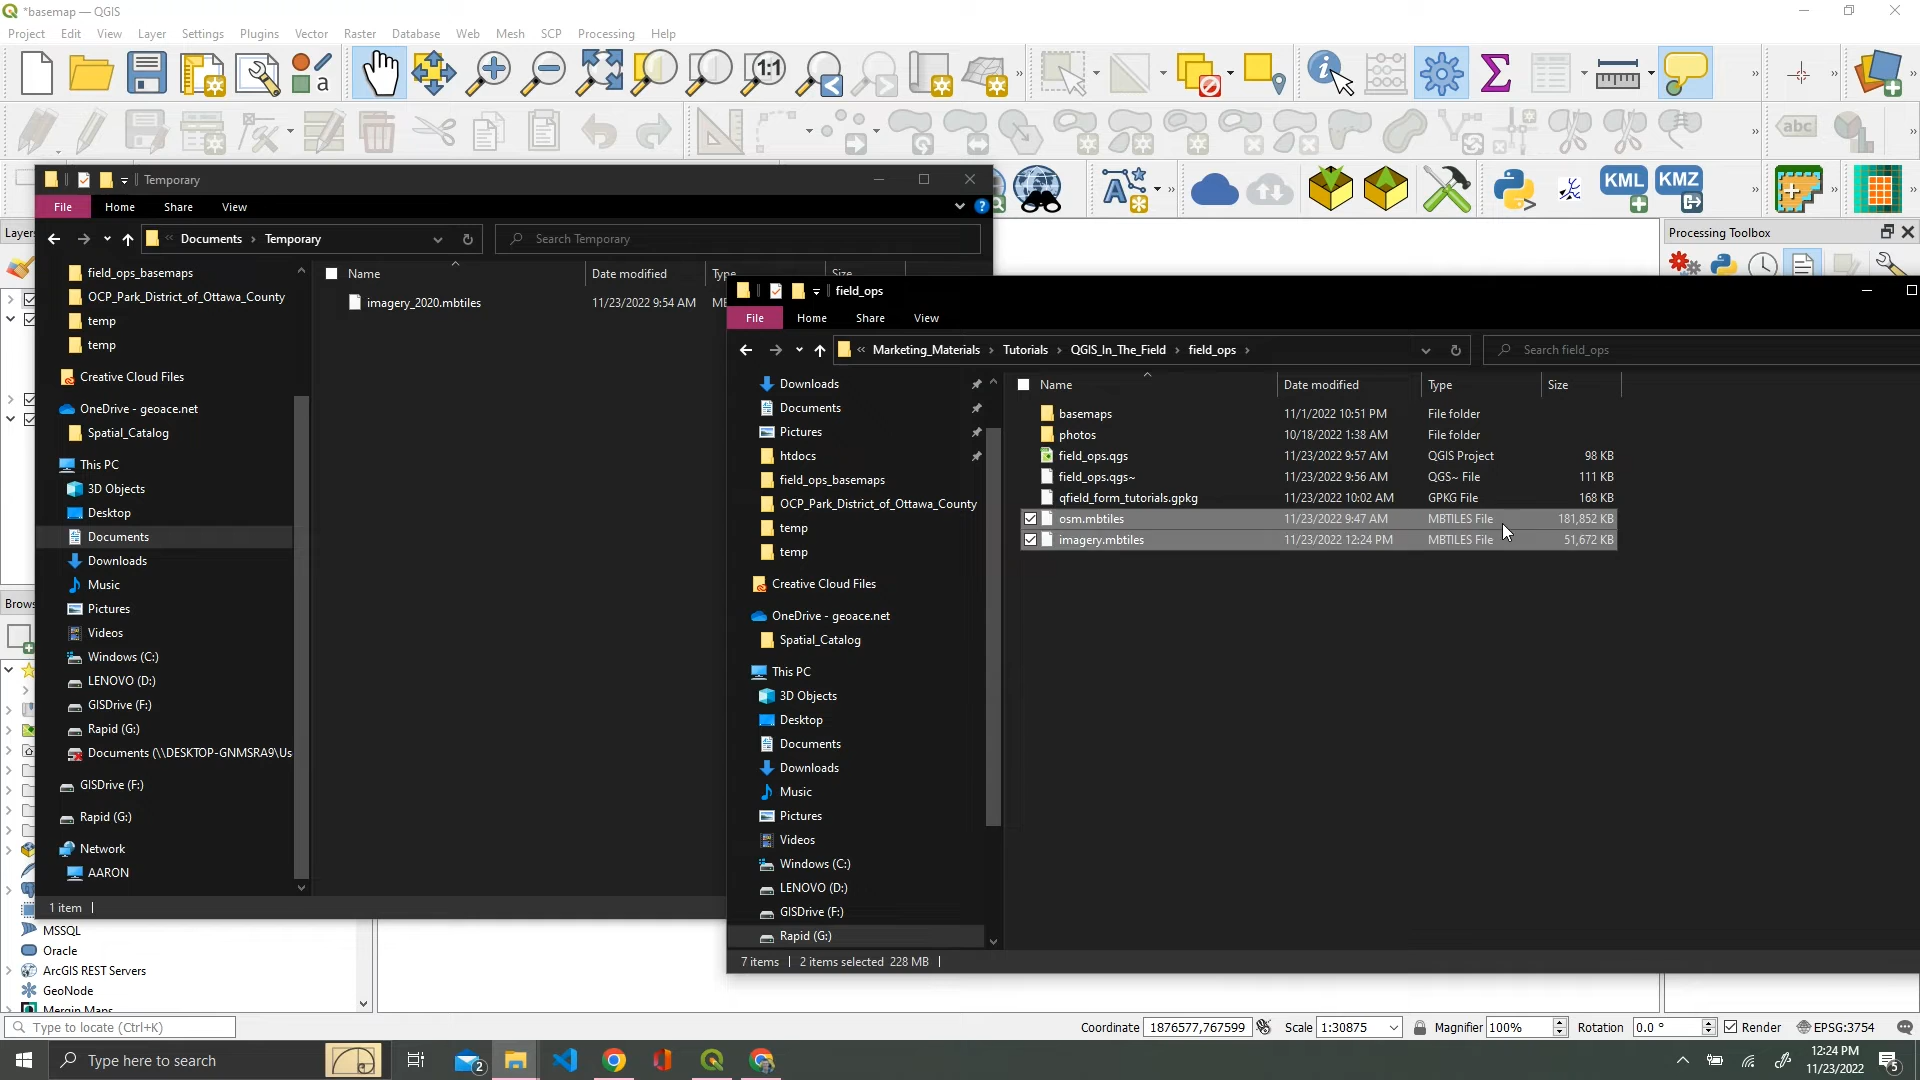 *basemap — QGIS
Project Edit View Layer Settings Plugins Vector Raster Database Web Mesh SCP Processing Help
a
1:1
abc
KML KMZ
Temporary
File Home Share View
Documents › Temporary
Search Temporary
Layers
Processing Toolbox
Name Date modified Type Size
field_ops_basemaps
OCP_Park_District_of_Ottawa_County
temp
temp
Creative Cloud Files
OneDrive - geoace.net
Spatial_Catalog
This PC
3D Objects
Desktop
Documents
Downloads
Music
Pictures
Videos
Windows (C:)
LENOVO (D:)
GISDrive (F:)
Rapid (G:)
Documents (\\DESKTOP-GNMSRA9\Us
GISDrive (F:)
Rapid (G:)
Network
AARON
imagery_2020.mbtiles 11/23/2022 9:54 AM
1 item
field_ops
File Home Share View
« Marketing_Materials › Tutorials › QGIS_In_The_Field › field_ops ›
Search field_ops
Name Date modified Type Size
Downloads
Documents
Pictures
htdocs
field_ops_basemaps
OCP_Park_District_of_Ottawa_County
temp
temp
Creative Cloud Files
OneDrive - geoace.net
Spatial_Catalog
This PC
3D Objects
Desktop
Documents
Downloads
Music
Pictures
Videos
Windows (C:)
LENOVO (D:)
GISDrive (F:)
Rapid (G:)
basemaps 11/1/2022 10:51 PM File folder
photos 10/18/2022 1:38 AM File folder
field_ops.qgs 11/23/2022 9:57 AM QGIS Project 98 KB
field_ops.qgs~ 11/23/2022 9:56 AM QGS~ File 111 KB
qfield_form_tutorials.gpkg 11/23/2022 10:02 AM GPKG File 168 KB
osm.mbtiles 11/23/2022 9:47 AM MBTILES File 181,852 KB
imagery.mbtiles 11/23/2022 12:24 PM MBTILES File 51,672 KB
7 items 2 items selected 228 MB
MSSQL
Oracle
ArcGIS REST Servers
GeoNode
Mergin Maps
Type to locate (Ctrl+K)
Coordinate 1876577,767599 Scale 1:30875 Magnifier 100% Rotation 0.0 ° Render EPSG:3754
Type here to search
2
12:24 PM
11/23/2022
5